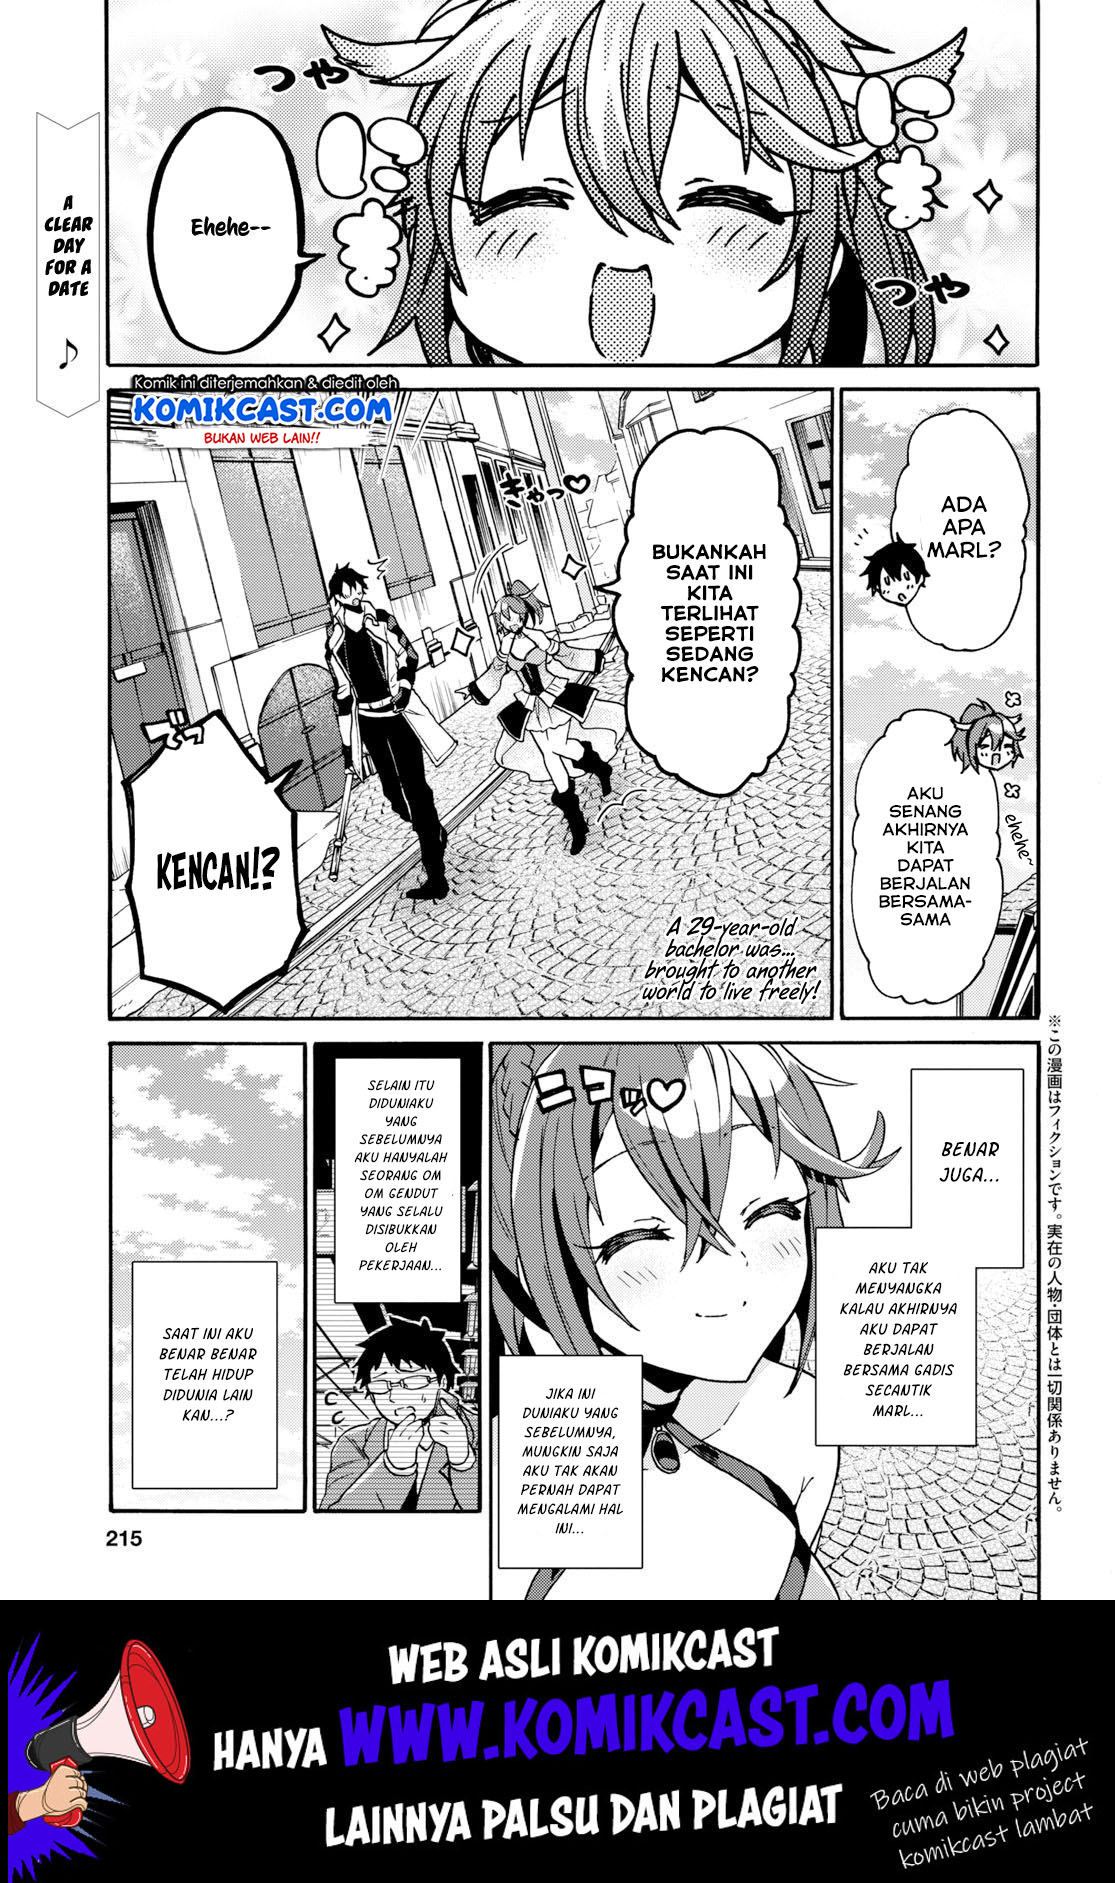 つやっ
A
CLEAR
DAY
FOR A
DATE
♪
Ehehe--
つやっ
Komik ini diterjemahkan & diedit oleh
KOMIKCAST.COM
BUKAN WEB LAIN!!
ADA
APA
MARL?
AKU
SENANG
AKHIRNYA
KITA
DAPAT
BERJALAN
BERSAMA-
SAMA
ehehe~
きゃっ♡
BUKANKAH
SAAT INI
KITA
TERLIHAT
SEPERTI
SEDANG
KENCAN?
デデッ
KENCAN!?
A 29-year-old
bachelor was...
brought to another
world to live freely!
※この漫画はフィクションです。実在の人物・団体とは一切関係ありません。
ニコッ♡
BENAR
JUGA...
AKU TAK
MENYANGKA
KALAU AKHIRNYA
AKU DAPAT
BERJALAN
BERSAMA GADIS
SECANTIK
MARL...
JIKA INI
DUNIAKU YANG
SEBELUMNYA,
MUNGKIN SAJA
AKU TAK AKAN
PERNAH DAPAT
MENGALAMI HAL
INI...
SELAIN ITU
DIDUNIAKU
YANG
SEBELUMNYA
AKU HANYALAH
SEORANG OM
OM GENDUT
YANG SELALU
DISIBUKKAN
OLEH
PEKERJAAN...
SAAT INI AKU
BENAR BENAR
TELAH HIDUP
DIDUNIA LAIN
KAN...?
215
WEB ASLI KOMIKCAST
HANYA WWW.KOMIKCAST.COM
LAINNYA PALSU DAN PLAGIAT
Baca di web plagiat
cuma bikin project
komikcast lambat